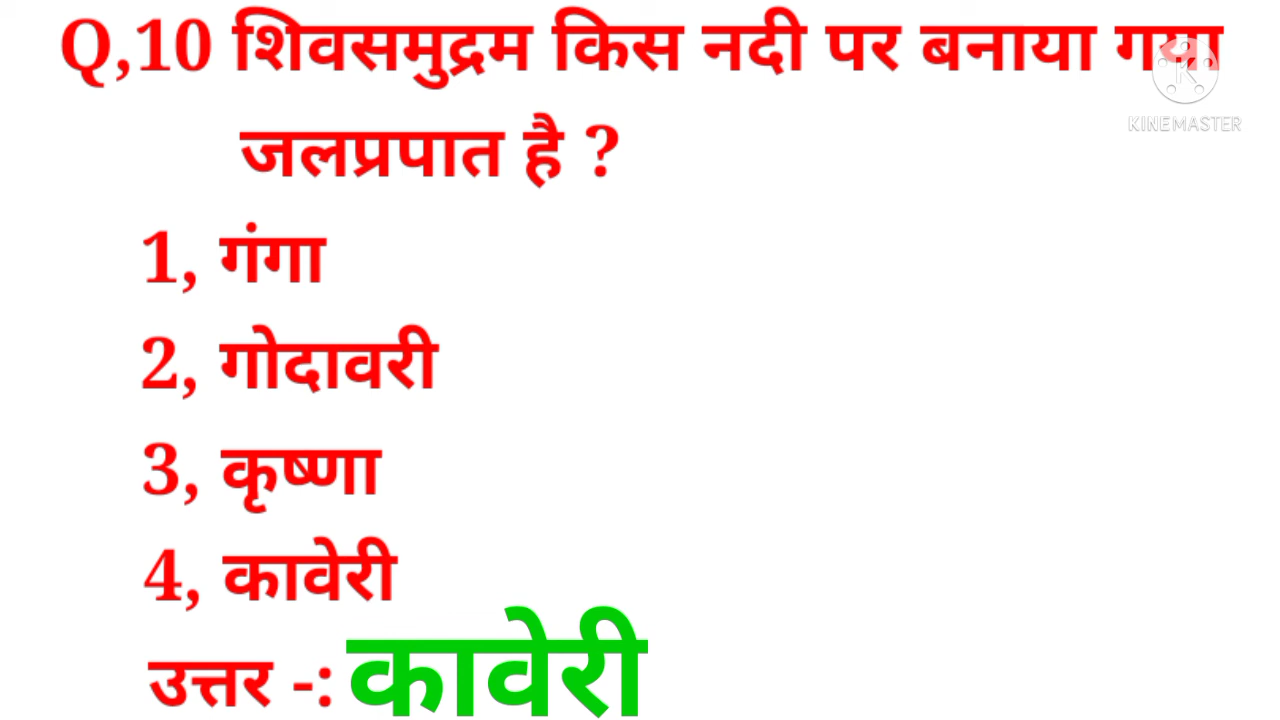 Q,10 शिवसमुद्रम किस नदी पर बनाया गया
KINEMASTER
जलप्रपात है ?
1, गंगा
2, गोदावरी
3, कृष्णा
4, कावेरी
उत्तर -: कावेरी